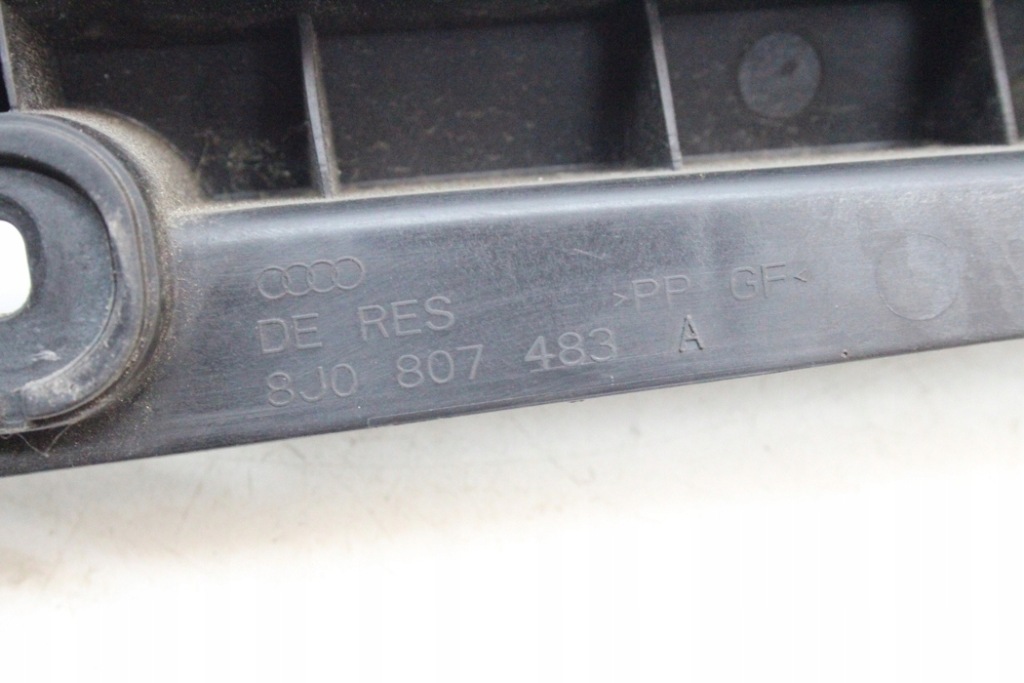 DE RES >PP GF<
8J0 807 483 A